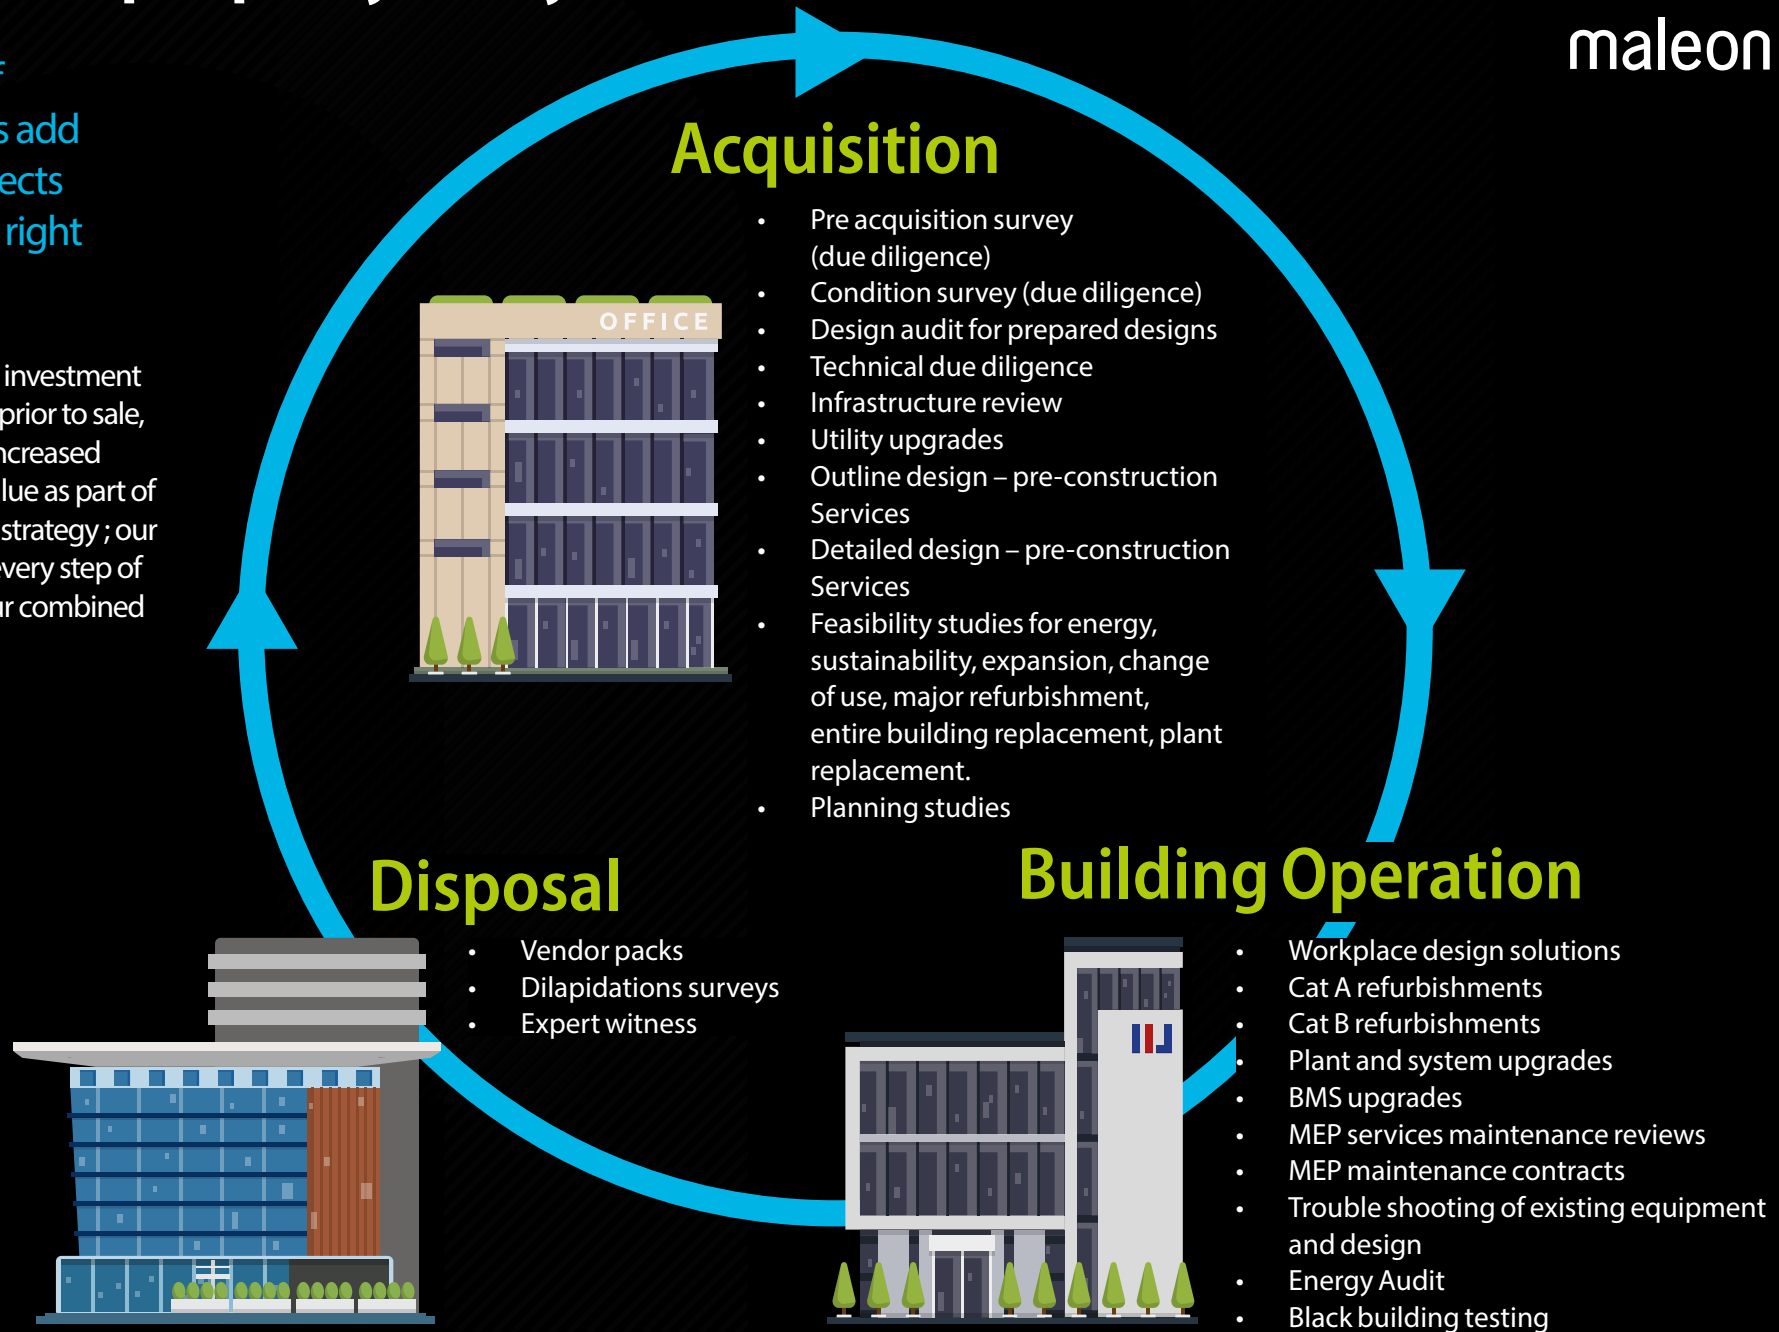 maleon
s add
ects
right
investment
prior to sale,
ncreased
lue as part of
strategy ; our
every step of
ur combined
Acquisition
• Pre acquisition survey
(due diligence)
• Condition survey (due diligence)
• Design audit for prepared designs
• Technical due diligence
• Infrastructure review
• Utility upgrades
• Outline design – pre-construction
Services
• Detailed design – pre-construction
Services
• Feasibility studies for energy,
sustainability, expansion, change
of use, major refurbishment,
entire building replacement, plant
replacement.
• Planning studies
OFFICE
Disposal
• Vendor packs
• Dilapidations surveys
• Expert witness
Building Operation
• Workplace design solutions
• Cat A refurbishments
• Cat B refurbishments
• Plant and system upgrades
• BMS upgrades
• MEP services maintenance reviews
• MEP maintenance contracts
• Trouble shooting of existing equipment
and design
• Energy Audit
• Black building testing